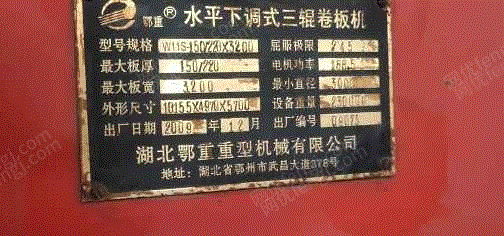 鄂重® 水平下调式三辊卷板机
型号规格 W11S-150/220X3200 屈服极限 245
最大板厚 150/220 电机功率
最大板宽 3200 最小直径
外形尺寸 设备重量
出厂日期 2009 年 12 月 出厂编号
湖北鄂重重型机械有限公司
地址：湖北省鄂州市武昌大道378号